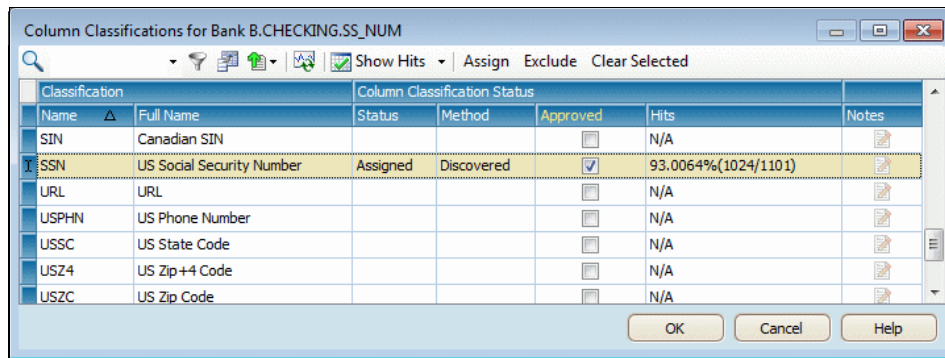 Column Classifications for Bank B.CHECKING.SS_NUM
Show Hits Assign Exclude Clear Selected
Classification Column Classification Status
Name Full Name Status Method Approved Hits Notes
SIN Canadian SIN N/A
SSN US Social Security Number Assigned Discovered 93.0064%(1024/1101)
URL URL N/A
USPHN US Phone Number N/A
USSC US State Code N/A
USZ4 US Zip+4 Code N/A
USZC US Zip Code N/A
OK Cancel Help